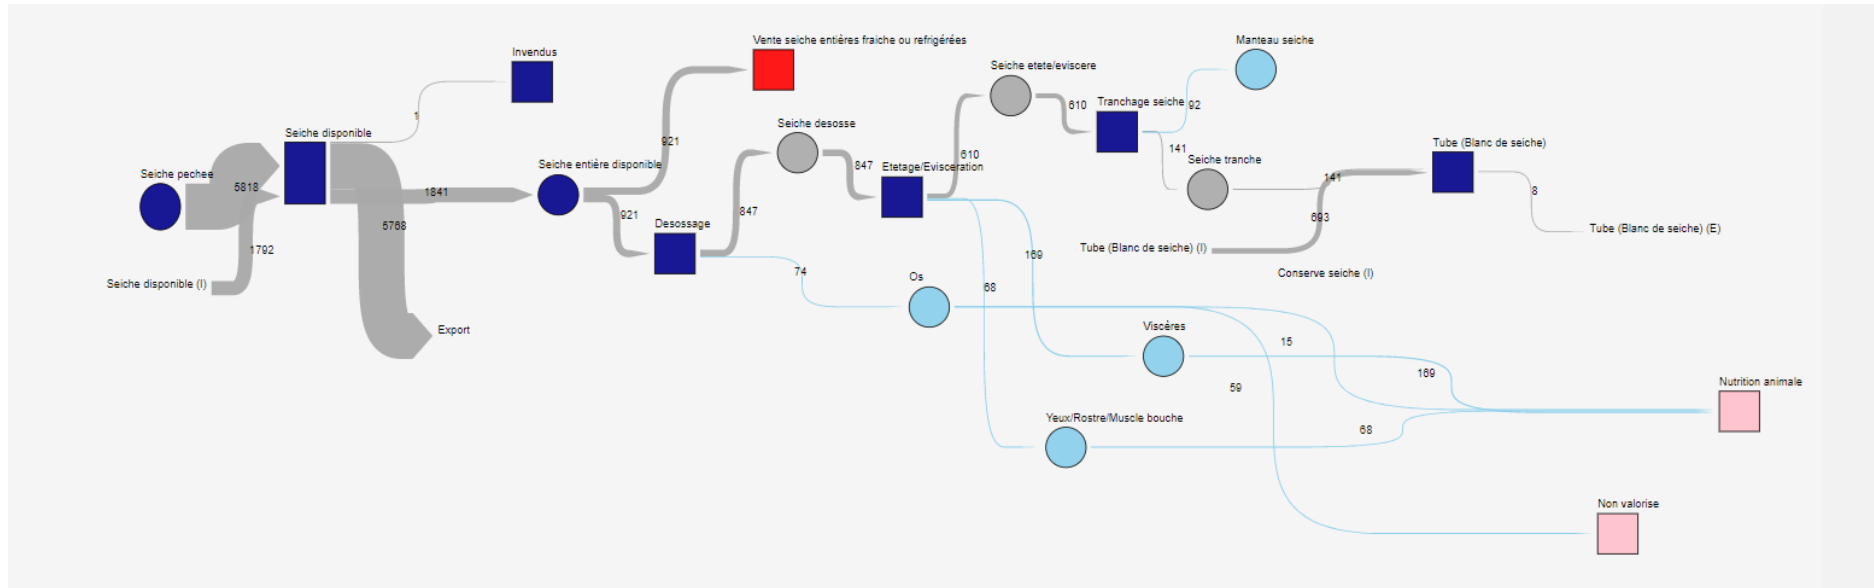 Vente seiche entières fraiche ou refrigérées
Manteau seiche
Invendus
Seiche etete/eviscere
92
610
Tranchage seiche
1
Seiche disponible
Seiche desosse
921
141
Tube (Blanc de seiche)
610
Seiche pechee
Seiche entière disponible
847
Etetage/Evisceration
Seiche tranche
141
5818
1841
8
921
847
693
Desossage
5768
1792
169
Tube (Blanc de seiche) (I)
Tube (Blanc de seiche) (E)
74
Os
Conserve seiche (I)
Seiche disponible (I)
68
Export
Viscères
15
59
169
Nutrition animale
Yeux/Rostre/Muscle bouche
68
Non valorise